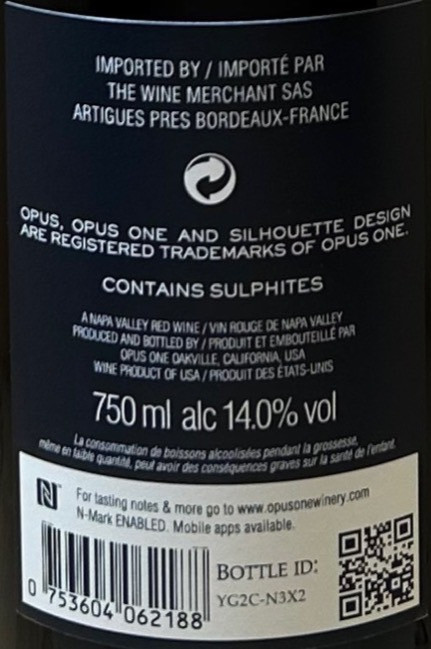 IMPORTED BY / IMPORTÉ PAR
THE WINE MERCHANT SAS
ARTIGUES PRES BORDEAUX-FRANCE
OPUS, OPUS ONE AND SILHOUETTE DESIGN
ARE REGISTERED TRADEMARKS OF OPUS ONE.
CONTAINS SULPHITES
A NAPA VALLEY RED WINE / VIN ROUGE DE NAPA VALLEY
PRODUCED AND BOTTLED BY / PRODUIT ET EMBOUTEILLÉ PAR
OPUS ONE OAKVILLE, CALIFORNIA, USA
WINE PRODUCT OF USA / PRODUIT DES ÉTATS-UNIS
750 ml alc 14.0% vol
La consommation de boissons alcoolisées pendant la grossesse,
même en faible quantité, peut avoir des conséquences graves sur la santé de l'enfant.
N
For tasting notes & more go to www.opusonewinery.com
N-Mark ENABLED. Mobile apps available.
BOTTLE ID:
YG2C-N3X2
0 753604 062188